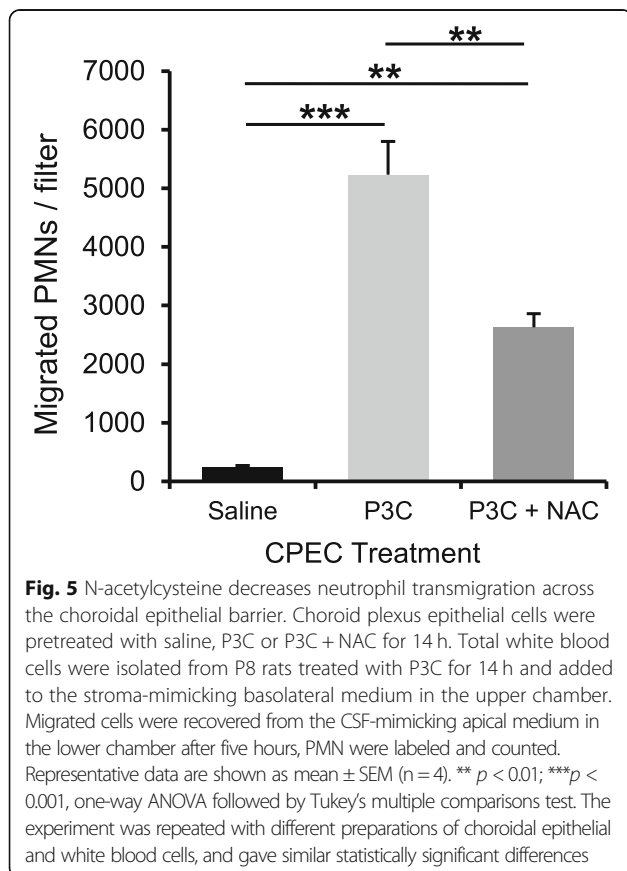 **
7000
**
6000
***
5000
4000
3000
2000
1000
0
Migrated PMNs / filter
Saline P3C P3C + NAC
CPEC Treatment
Fig. 5 N-acetylcysteine decreases neutrophil transmigration across
the choroidal epithelial barrier. Choroid plexus epithelial cells were
pretreated with saline, P3C or P3C + NAC for 14 h. Total white blood
cells were isolated from P8 rats treated with P3C for 14 h and added
to the stroma-mimicking basolateral medium in the upper chamber.
Migrated cells were recovered from the CSF-mimicking apical medium in
the lower chamber after five hours, PMN were labeled and counted.
Representative data are shown as mean ± SEM (n = 4). ** p < 0.01; ***p <
0.001, one-way ANOVA followed by Tukey's multiple comparisons test. The
experiment was repeated with different preparations of choroidal epithelial
and white blood cells, and gave similar statistically significant differences